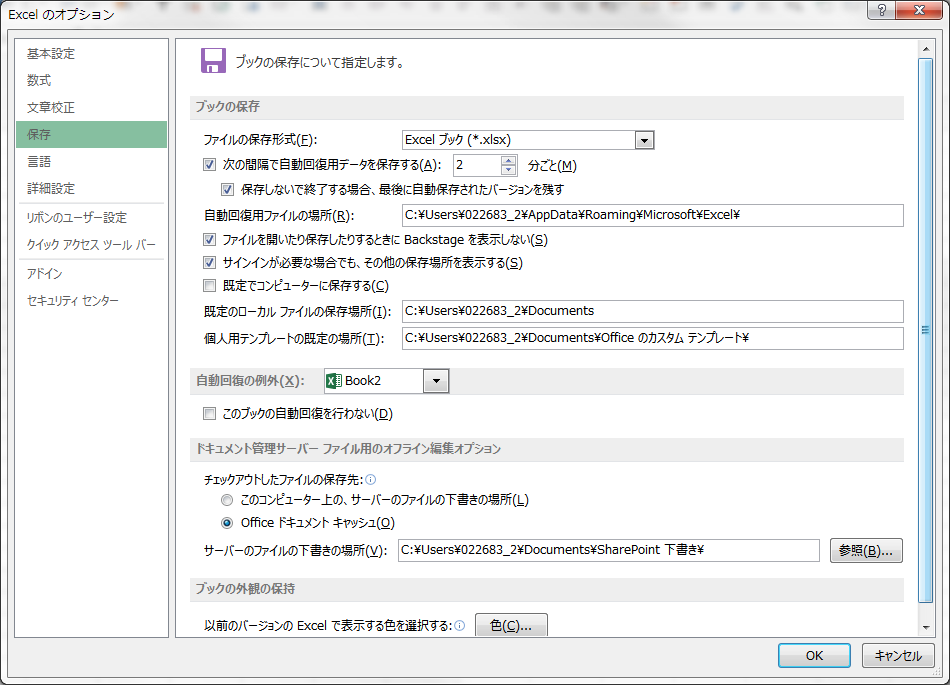 Excel のオプション
基本設定
数式
文章校正
保存
言語
詳細設定
リボンのユーザー設定
クイック アクセス ツール バー
アドイン
セキュリティ センター
ブックの保存について指定します。
ブックの保存
ファイルの保存形式(F): Excel ブック (*.xlsx)
次の間隔で自動回復用データを保存する(A): 2 分ごと(M)
保存しないで終了する場合、最後に自動保存されたバージョンを残す
自動回復用ファイルの場所(R): C:¥Users¥022683_2¥AppData¥Roaming¥Microsoft¥Excel¥
ファイルを開いたり保存したりするときに Backstage を表示しない(S)
サインインが必要な場合でも、その他の保存場所を表示する(S)
既定でコンピューターに保存する(C)
既定のローカル ファイルの保存場所(I): C:¥Users¥022683_2¥Documents
個人用テンプレートの既定の場所(T): C:¥Users¥022683_2¥Documents¥Office のカスタム テンプレート¥
自動回復の例外(X): Book2
このブックの自動回復を行わない(D)
ドキュメント管理サーバー ファイル用のオフライン編集オプション
チェックアウトしたファイルの保存先:
このコンピューター上の、サーバーのファイルの下書きの場所(L)
Office ドキュメント キャッシュ(O)
サーバーのファイルの下書きの場所(V): C:¥Users¥022683_2¥Documents¥SharePoint 下書き¥ 参照(B)...
ブックの外観の保持
以前のバージョンの Excel で表示する色を選択する: 色(C)...
OK キャンセル